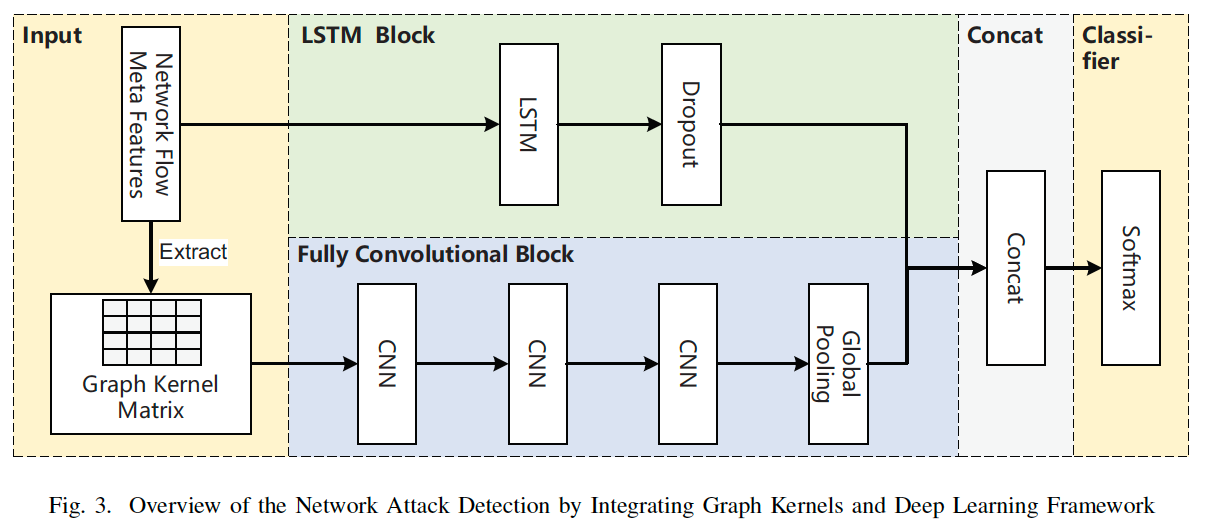 Input
LSTM Block
Concat
Classi-
fier
Network Flow
Meta Features
LSTM
Dropout
Extract
Graph Kernel
Matrix
Fully Convolutional Block
CNN
CNN
CNN
Global
Pooling
Concat
Softmax
Fig. 3. Overview of the Network Attack Detection by Integrating Graph Kernels and Deep Learning Framework